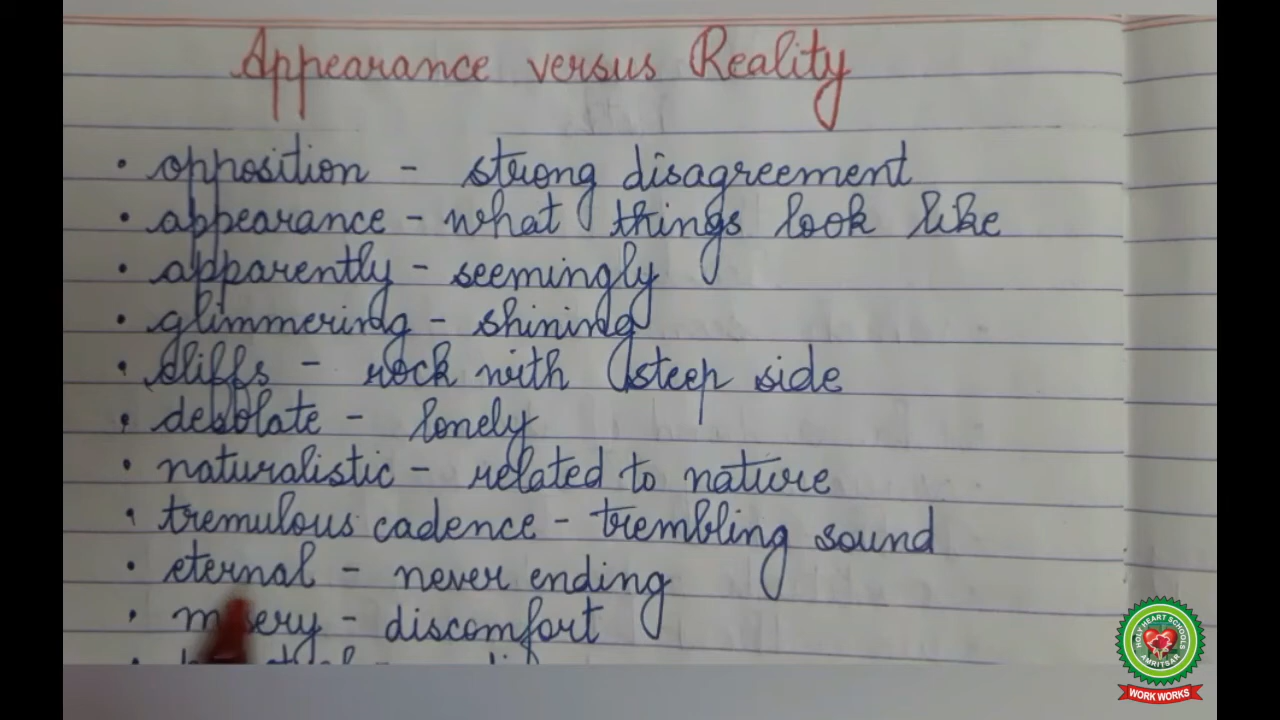 Appearance versus Reality
• opposition - strong disagreement
• appearance - what things look like
• apparently - seemingly
• glimmering - shining
• cliffs - rock with steep side
• desolate - lonely
• naturalistic - related to nature
• tremulous cadence - trembling sound
• eternal - never ending
• misery - discomfort
HOLY HEART SCHOOLS
AMRITSAR
WORK WORKS